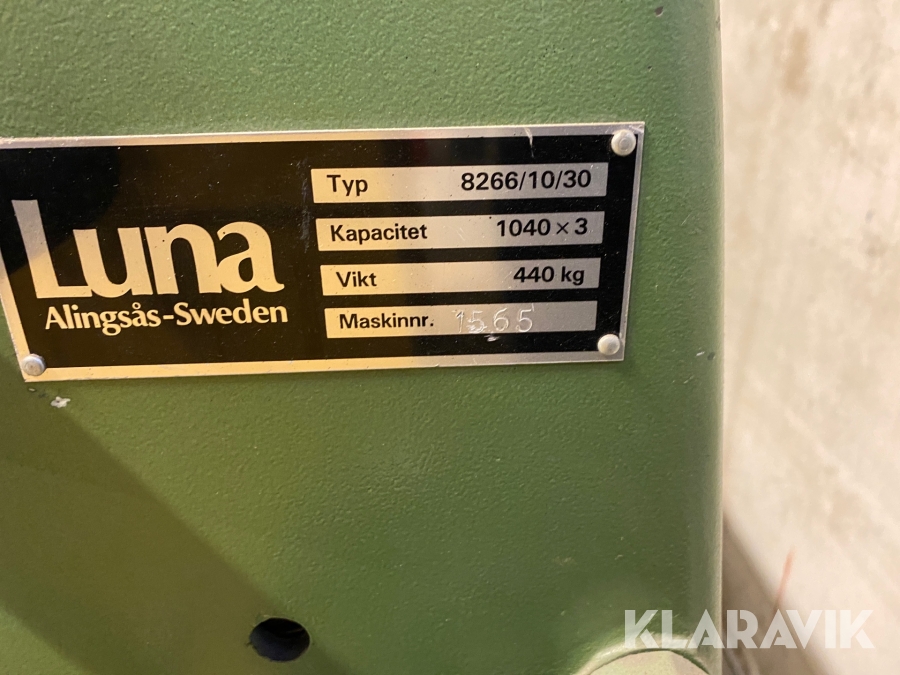 Luna
Alingsås-Sweden
Typ 8266/10/30
Kapacitet 1040 × 3
Vikt 440 kg
Maskinnr. 1565
KLARAVIK